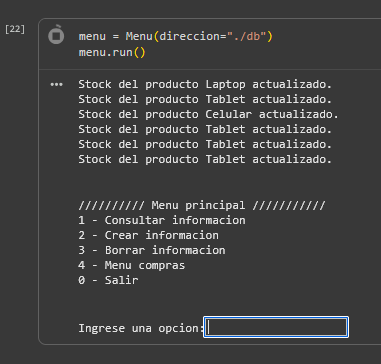 [22]
menu = Menu(direccion="./db")
menu.run()
Stock del producto Laptop actualizado.
Stock del producto Tablet actualizado.
Stock del producto Celular actualizado.
Stock del producto Tablet actualizado.
Stock del producto Tablet actualizado.
Stock del producto Tablet actualizado.
////////// Menu principal ///////////
1 - Consultar informacion
2 - Crear informacion
3 - Borrar informacion
4 - Menu compras
0 - Salir
Ingrese una opcion: